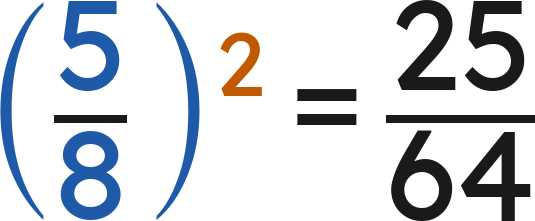 (5/8)² = 25/64